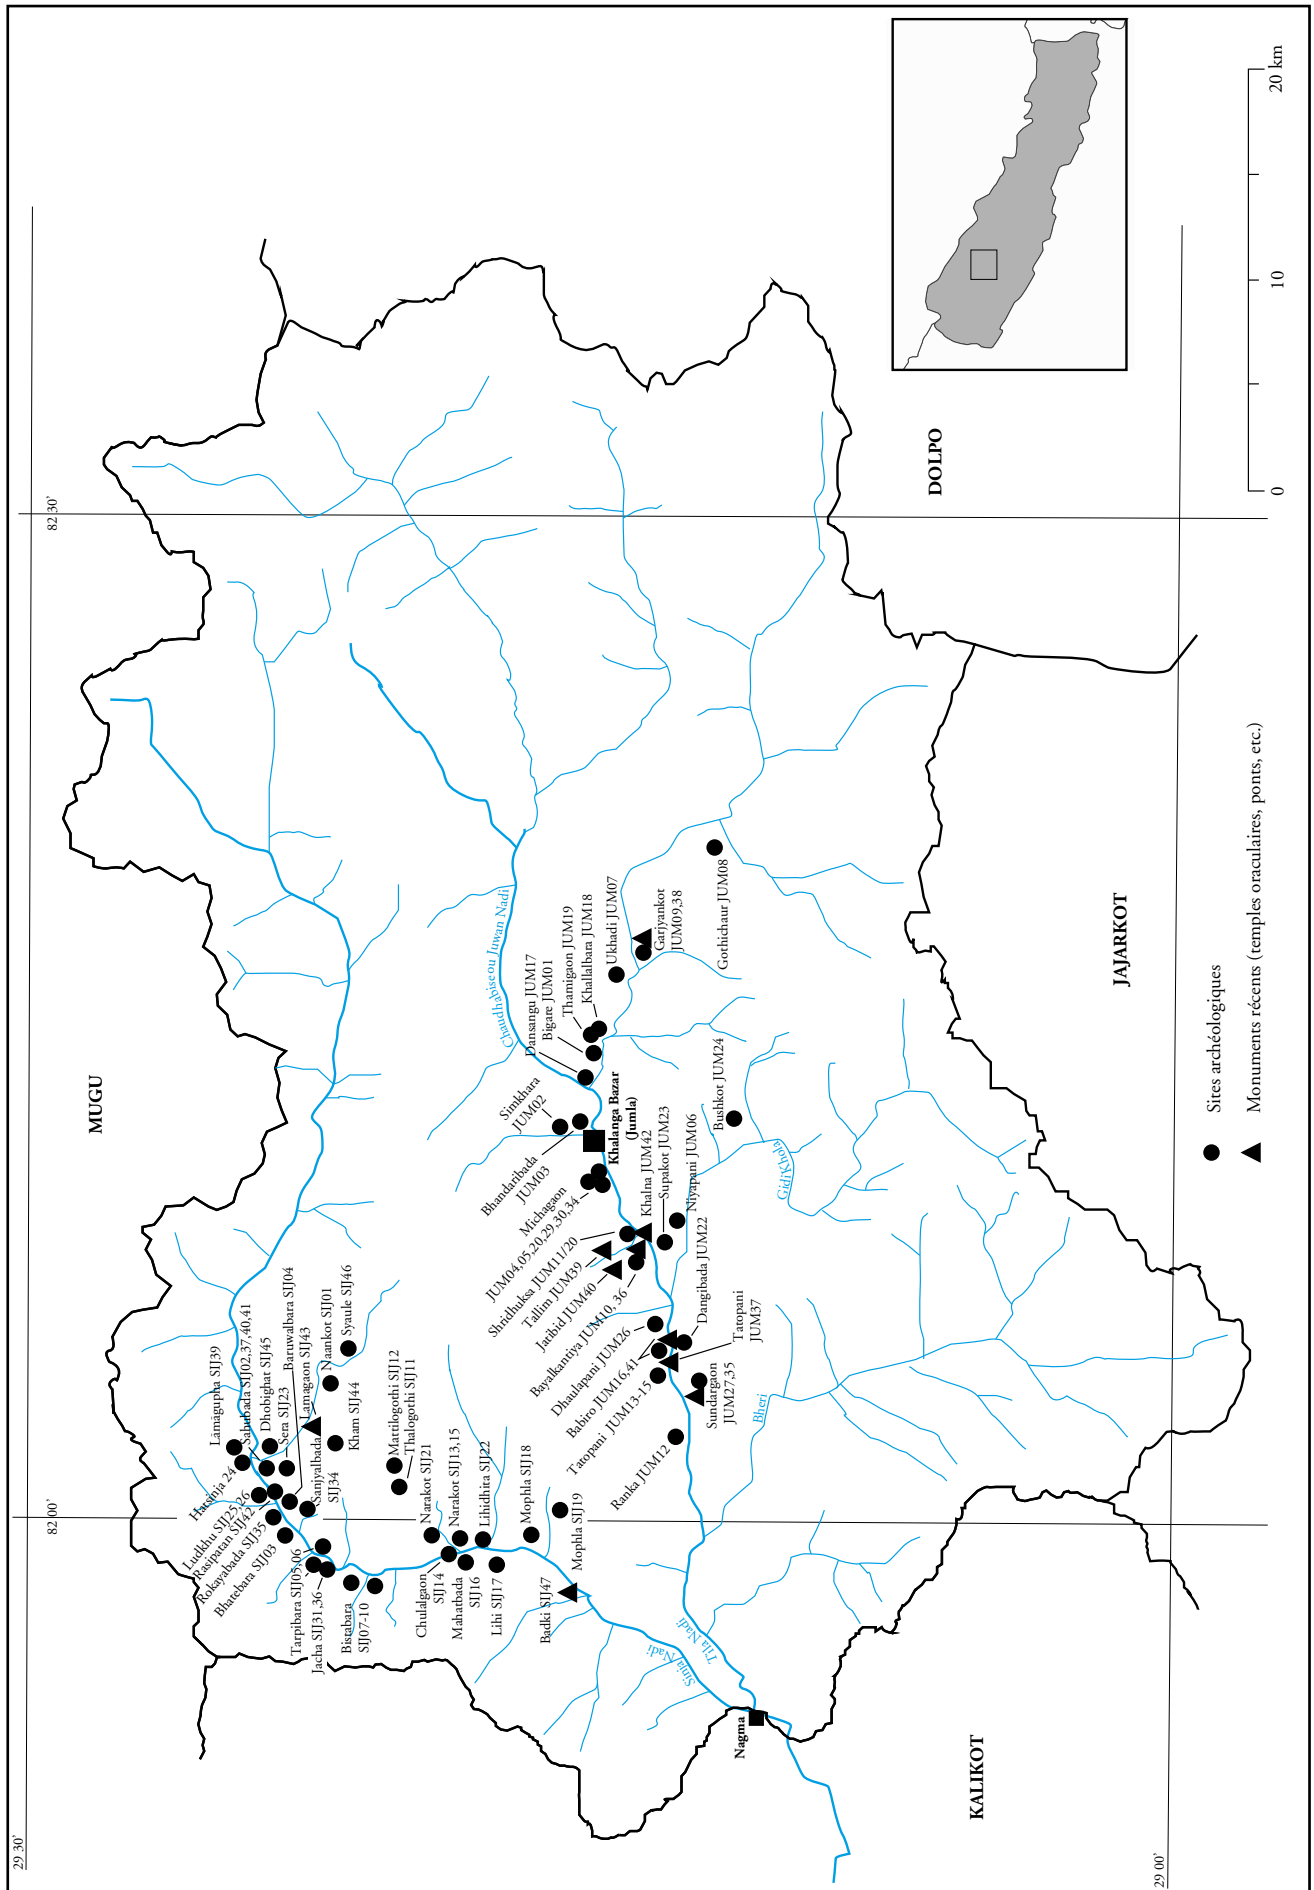 29 30'
82 00'
82 30'
29 00'
MUGU
DOLPO
JAJARKOT
KALIKOT
Lāmāgupha SIJ39
Sahubada SIJ02,37,40,41
Dhobighat SIJ45
Sera SIJ23
Baruwalbara SIJ04
Lamagaon SIJ43
Naankot SIJ01
Syaule SIJ46
Kham SIJ44
Sanjyalbada
SIJ34
Harsinja 24
Ludkhu SIJ25,26
Rasipatan SIJ42
Rokayabada SIJ35
Bhatebara SIJ03
Tarpibara SIJ05,06
Jacha SIJ31,36
Bistabara
SIJ07-10
Mattilogothi SIJ12
Thalogothi SIJ11
Narakot SIJ21
Narakot SIJ13,15
Lihidhita SIJ22
Mophla SIJ18
Mophla SIJ19
Chulalgaon
SIJ14
Mahatbada
SIJ16
Lihi SIJ17
Badki SIJ47
Sinja Nadi
Tila Nadi
Nagma
Chaudhabise ou Juwan Nadi
Dansangu JUM17
Bigare JUM01
Thamigaon JUM19
Khallalbara JUM18
Ukhadi JUM07
Garjyankot
JUM09,38
Gothichaur JUM08
Simkhara
JUM02
Bhandaribada
JUM03
Khalanga Bazar
(Jumla)
Michagaon
JUM04,05,20,29,30,34
Shridhuksa JUM11/20
Tallim JUM39
Jaribid JUM40
Bayalkantiya JUM10, 36
Dhaulapani JUM26
Babiro JUM16,41
Tatopani JUM13-15
Ranka JUM12
Khalna JUM42
Supakot JUM23
Niyapani JUM06
Bushkot JUM24
Dangibada JUM22
Tatopani
JUM37
Sundargaon
JUM27,35
Gidi Khola
Bheri
Sites archéologiques
Monuments récents (temples oraculaires, ponts, etc.)
0
10
20 km